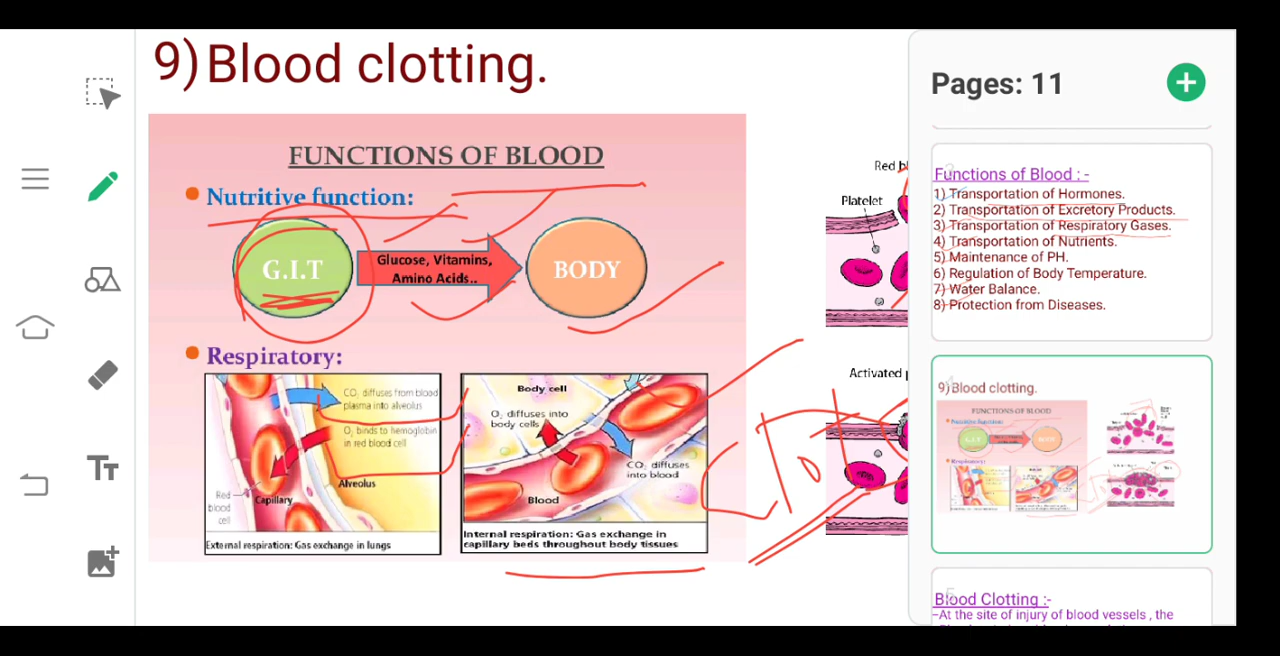 9) Blood clotting.
FUNCTIONS OF BLOOD
Nutritive function:
G.I.T
Glucose, Vitamins,
Amino Acids..
BODY
Respiratory:
CO₂ diffuses from blood
plasma into alveolus
O₂ binds to hemoglobin
in red blood cell
Alveolus
Red
blood
cell
Capillary
External respiration: Gas exchange in lungs
Body cell
O₂ diffuses into
body cells
CO₂ diffuses
into blood
Blood
Internal respiration: Gas exchange in
capillary beds throughout body tissues
Red bl
Platelet
Activated p
Tt
Pages: 11
Functions of Blood : -
1) Transportation of Hormones.
2) Transportation of Excretory Products.
3) Transportation of Respiratory Gases.
4) Transportation of Nutrients.
5) Maintenance of PH.
6) Regulation of Body Temperature.
7) Water Balance.
8) Protection from Diseases.
9) Blood clotting.
FUNCTIONS OF BLOOD
Blood Clotting :-
–At the site of injury of blood vessels , the